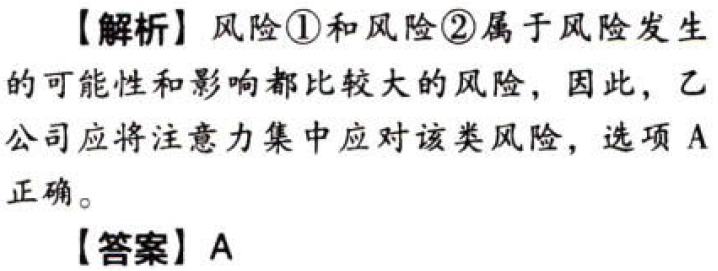 【解析】风险①和风险②属于风险发生
的可能性和影响都比较大的风险，因此，乙
公司应将注意力集中应对该类风险，选项 A
正确。
【答案】A